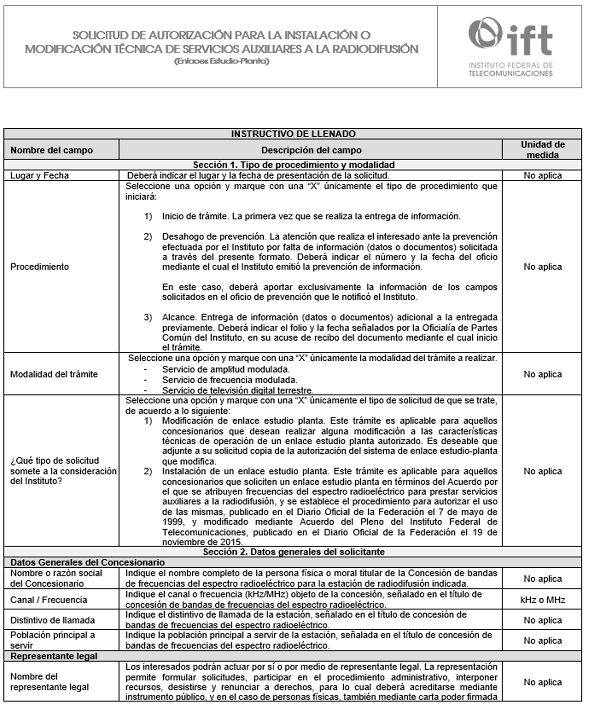 SOLICITUD DE AUTORIZACIÓN PARA LA INSTALACIÓN O
MODIFICACIÓN TÉCNICA DE SERVICIOS AUXILIARES A LA RADIODIFUSIÓN
(Enlaces Estudio-Planta)
ift
INSTITUTO FEDERAL DE
TELECOMUNICACIONES
INSTRUCTIVO DE LLENADO
Nombre del campo
Descripción del campo
Unidad de
medida
Sección 1. Tipo de procedimiento y modalidad
Lugar y Fecha
Deberá indicar el lugar y la fecha de presentación de la solicitud.
No aplica
Procedimiento
Seleccione una opción y marque con una "X" únicamente el tipo de procedimiento que
iniciará:
1) Inicio de trámite. La primera vez que se realiza la entrega de información.
2) Desahogo de prevención. La atención que realiza el interesado ante la prevención
efectuada por el Instituto por falta de información (datos o documentos) solicitada
a través del presente formato. Deberá indicar el número y la fecha del oficio
mediante el cual el Instituto emitió la prevención de información.
En este caso, deberá aportar exclusivamente la información de los campos
solicitados en el oficio de prevención que le notificó el Instituto.
3) Alcance. Entrega de información (datos o documentos) adicional a la entregada
previamente. Deberá indicar el folio y la fecha señalados por la Oficialía de Partes
Común del Instituto, en su acuse de recibo del documento mediante el cual inicio
el trámite.
No aplica
Modalidad del trámite
Seleccione una opción y marque con una "X" únicamente la modalidad del trámite a realizar.
- Servicio de amplitud modulada.
- Servicio de frecuencia modulada.
- Servicio de televisión digital terrestre.
No aplica
¿Qué tipo de solicitud
somete a la consideración
del Instituto?
Seleccione una opción y marque con una "X" únicamente el tipo de solicitud de que se trate,
de acuerdo a lo siguiente:
1) Modificación de enlace estudio planta. Este trámite es aplicable para aquellos
concesionarios que desean realizar alguna modificación a las características
técnicas de operación de un enlace estudio planta autorizado. Es deseable que
adjunte a su solicitud copia de la autorización del sistema de enlace estudio-planta
que modifica.
2) Instalación de un enlace estudio planta. Este trámite es aplicable para aquellos
concesionarios que soliciten un enlace estudio planta en términos del Acuerdo por
el que se atribuyen frecuencias del espectro radioeléctrico para prestar servicios
auxiliares a la radiodifusión, y se establece el procedimiento para autorizar el uso
de las mismas, publicado en el Diario Oficial de la Federación el 7 de mayo de
1999, y modificado mediante Acuerdo del Pleno del Instituto Federal de
Telecomunicaciones, publicado en el Diario Oficial de la Federación el 19 de
noviembre de 2015.
No aplica
Sección 2. Datos generales del solicitante
Datos Generales del Concesionario
Nombre o razón social
del Concesionario
Indique el nombre completo de la persona física o moral titular de la Concesión de bandas
de frecuencias del espectro radioeléctrico para la estación de radiodifusión indicada.
No aplica
Canal / Frecuencia
Indique el canal o frecuencia (kHz/MHz) objeto de la concesión, señalado en el título de
concesión de bandas de frecuencias del espectro radioeléctrico.
kHz o MHz
Distintivo de llamada
Indique el distintivo de llamada de la estación, señalado en el título de concesión de
bandas de frecuencias del espectro radioeléctrico.
No aplica
Población principal a
servir
Indique la población principal a servir de la estación, señalada en el título de concesión de
bandas de frecuencias del espectro radioeléctrico.
No aplica
Representante legal
Nombre del
representante legal
Los interesados podrán actuar por sí o por medio de representante legal. La representación
permite formular solicitudes, participar en el procedimiento administrativo, interponer
recursos, desistirse y renunciar a derechos, para lo cual deberá acreditarse mediante
instrumento público, y en el caso de personas físicas, también mediante carta poder firmada
No aplica